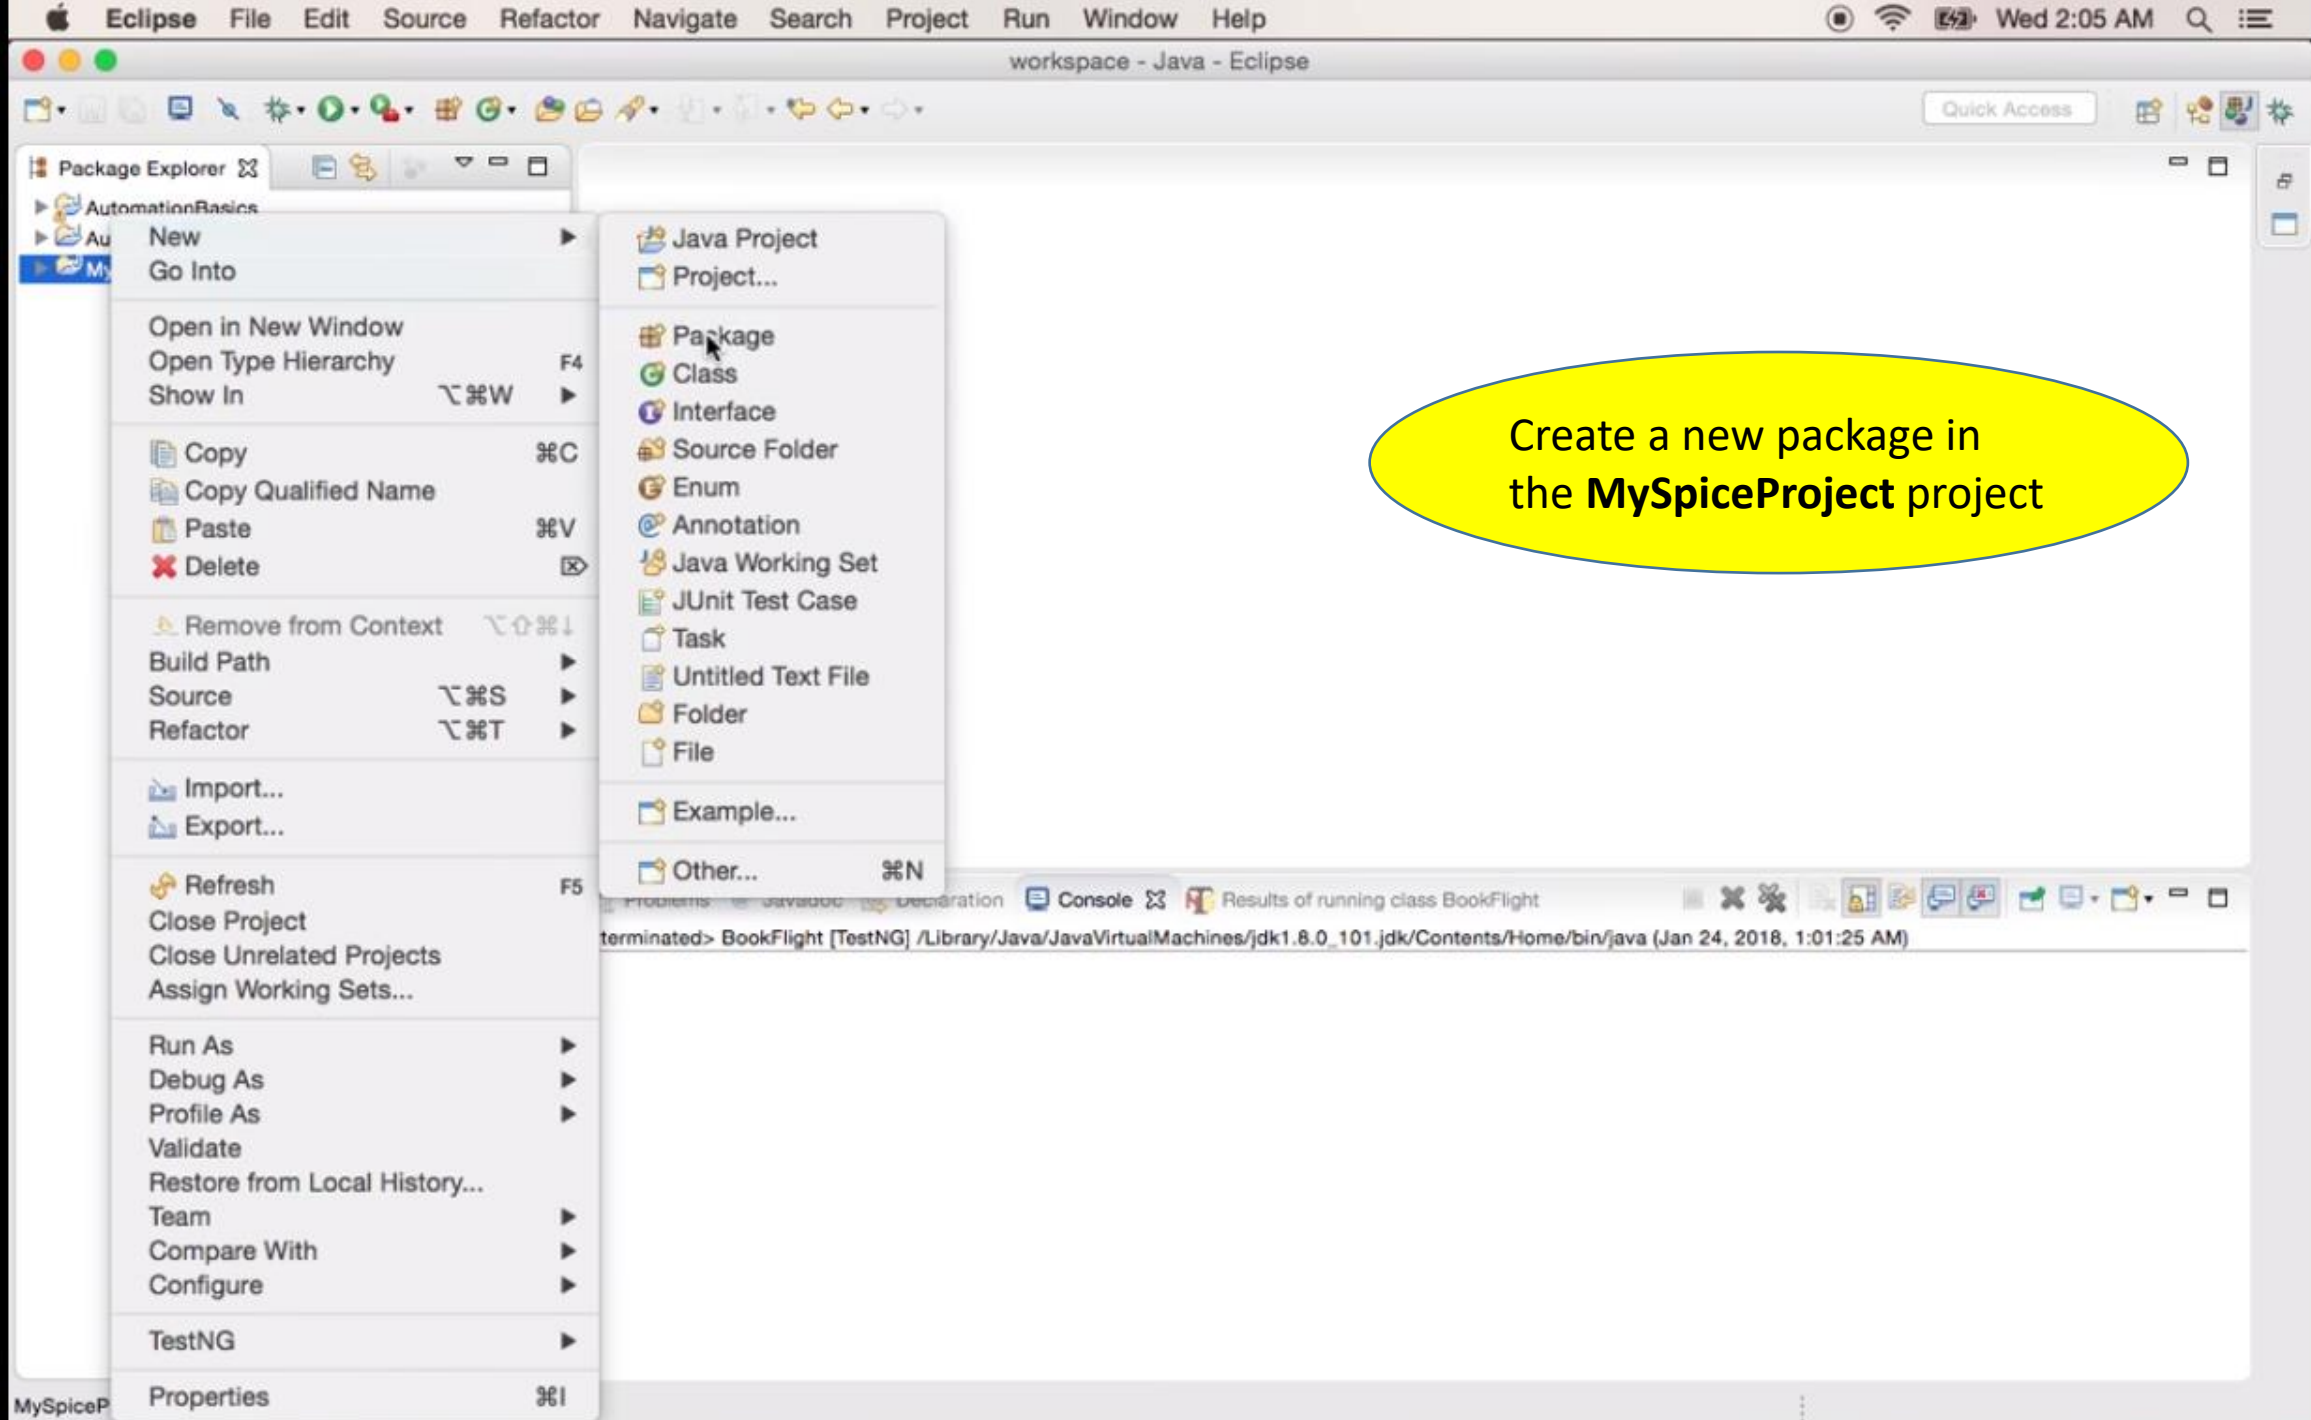 Eclipse File Edit Source Refactor Navigate Search Project Run Window Help Wed 2:05 AM
workspace - Java - Eclipse
Quick Access
Package Explorer
AutomationBasics
Au
My
New
Go Into
Open in New Window
Open Type Hierarchy F4
Show In ⌥⌘W
Copy ⌘C
Copy Qualified Name
Paste ⌘V
Delete ⌦
Remove from Context ⌥⇧⌘↓
Build Path
Source ⌥⌘S
Refactor ⌥⌘T
Import...
Export...
Refresh F5
Close Project
Close Unrelated Projects
Assign Working Sets...
Run As
Debug As
Profile As
Validate
Restore from Local History...
Team
Compare With
Configure
TestNG
Properties ⌘I
Java Project
Project...
Package
Class
Interface
Source Folder
Enum
Annotation
Java Working Set
JUnit Test Case
Task
Untitled Text File
Folder
File
Example...
Other... ⌘N
Create a new package in
the MySpiceProject project
Problems Javadoc Declaration Console Results of running class BookFlight
terminated> BookFlight [TestNG] /Library/Java/JavaVirtualMachines/jdk1.8.0_101.jdk/Contents/Home/bin/java (Jan 24, 2018, 1:01:25 AM)
MySpiceP